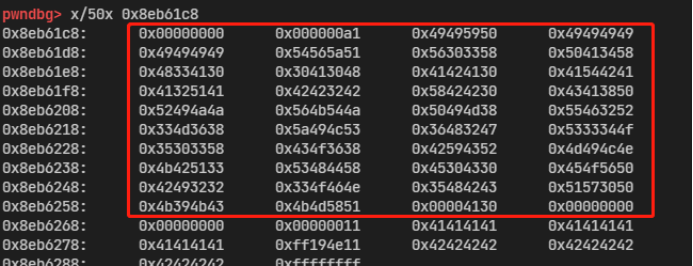 pwndbg> x/50x 0x8eb61c8
0x8eb61c8: 0x00000000 0x000000a1 0x49495950 0x49494949
0x8eb61d8: 0x49494949 0x54565a51 0x56303358 0x50413458
0x8eb61e8: 0x48334130 0x30413048 0x41424130 0x41544241
0x8eb61f8: 0x41325141 0x42423242 0x58424230 0x43413850
0x8eb6208: 0x52494a4a 0x564b544a 0x50494d38 0x55463252
0x8eb6218: 0x334d3638 0x5a494c53 0x36483247 0x5333344f
0x8eb6228: 0x35303358 0x434f3638 0x42594352 0x4d494c4e
0x8eb6238: 0x4b425133 0x53484458 0x45304330 0x454f5650
0x8eb6248: 0x42493232 0x334f464e 0x35484243 0x51573050
0x8eb6258: 0x4b394b43 0x4b4d5851 0x00004130 0x00000000
0x8eb6268: 0x00000000 0x00000011 0x41414141 0x41414141
0x8eb6278: 0x41414141 0xff194e11 0x42424242 0x42424242
0x8eb6288: 0x42424242 0xffffffff